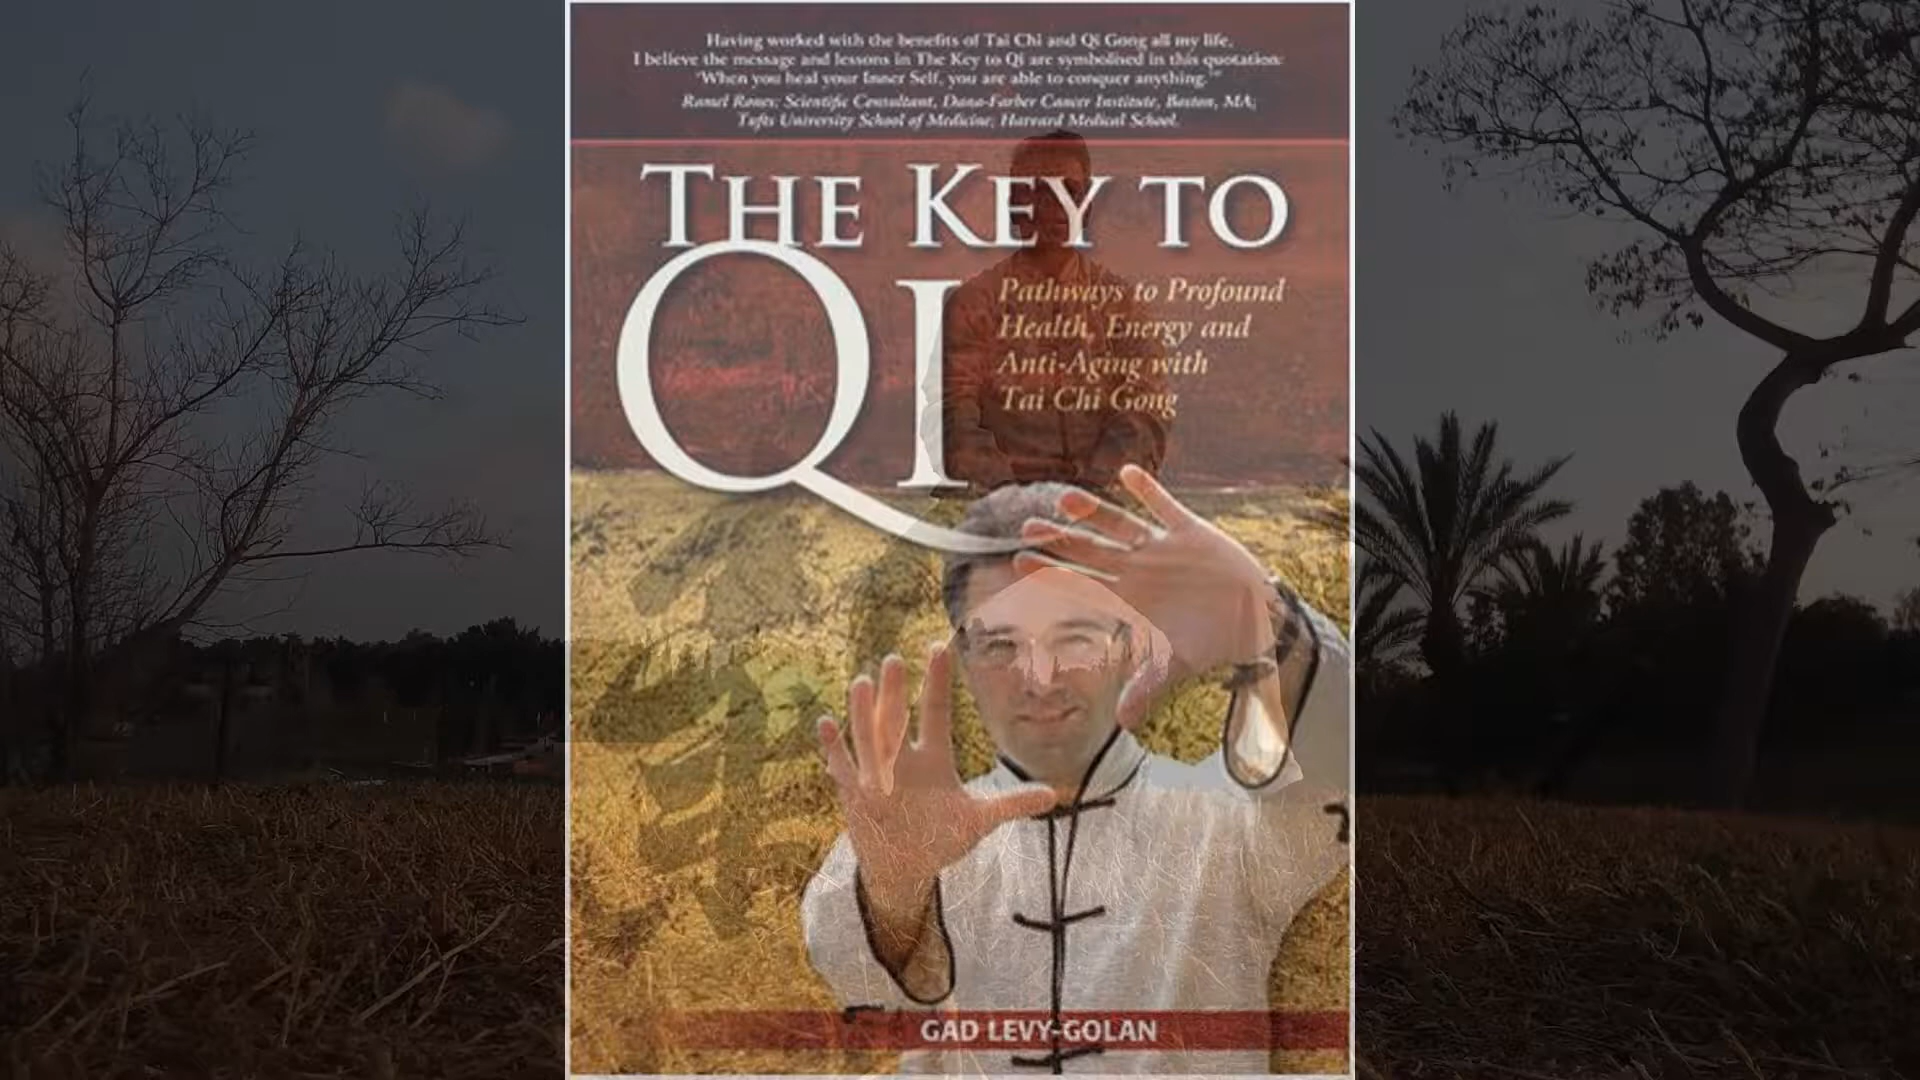 Having worked with the benefits of Tai Chi and Qi Gong all my life,
I believe the message and lessons in The Key to Qi are symbolised in this quotation:
'When you heal your Inner Self, you are able to conquer anything.'"
Ramel Rones: Scientific Consultant, Dana-Farber Cancer Institute, Boston, MA;
Tufts University School of Medicine; Harvard Medical School.
THE KEY TO
QI
Pathways to Profound
Health, Energy and
Anti-Aging with
Tai Chi Gong
GAD LEVY-GOLAN